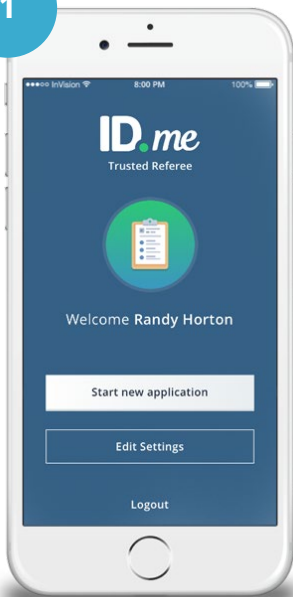 1
InVision 8:00 PM 100%
ID.me
Trusted Referee
Welcome Randy Horton
Start new application
Edit Settings
Logout